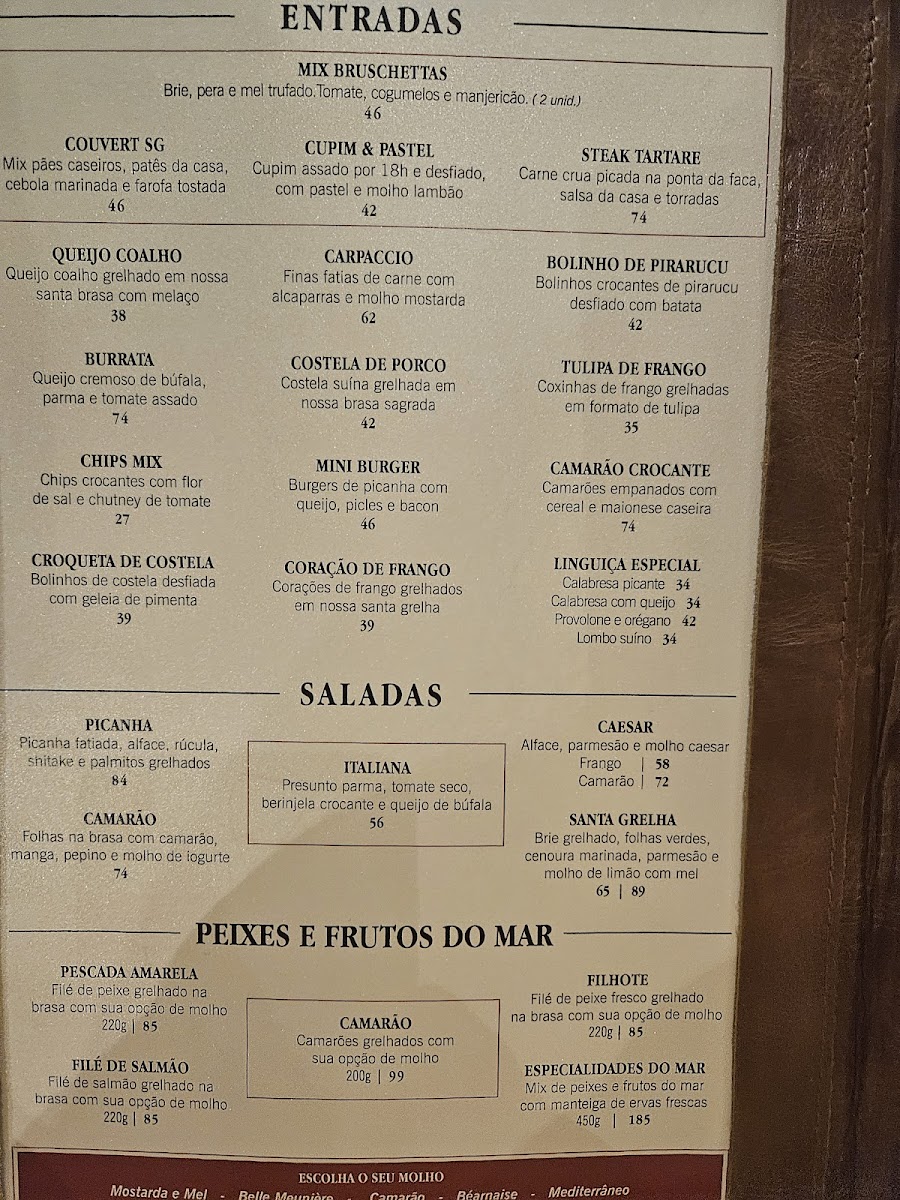 ENTRADAS
MIX BRUSCHETTAS
Brie, pera e mel trufado.Tomate, cogumelos e manjericão. ( 2 unid.)
46
COUVERT SG
Mix pães caseiros, patês da casa,
cebola marinada e farofa tostada
46
CUPIM & PASTEL
Cupim assado por 18h e desfiado,
com pastel e molho lambão
42
STEAK TARTARE
Carne crua picada na ponta da faca,
salsa da casa e torradas
74
QUEIJO COALHO
Queijo coalho grelhado em nossa
santa brasa com melaço
38
CARPACCIO
Finas fatias de carne com
alcaparras e molho mostarda
62
BOLINHO DE PIRARUCU
Bolinhos crocantes de pirarucu
desfiado com batata
42
BURRATA
Queijo cremoso de búfala,
parma e tomate assado
74
COSTELA DE PORCO
Costela suína grelhada em
nossa brasa sagrada
42
TULIPA DE FRANGO
Coxinhas de frango grelhadas
em formato de tulipa
35
CHIPS MIX
Chips crocantes com flor
de sal e chutney de tomate
27
MINI BURGER
Burgers de picanha com
queijo, picles e bacon
46
CAMARÃO CROCANTE
Camarões empanados com
cereal e maionese caseira
74
CROQUETA DE COSTELA
Bolinhos de costela desfiada
com geleia de pimenta
39
CORAÇÃO DE FRANGO
Corações de frango grelhados
em nossa santa grelha
39
LINGUIÇA ESPECIAL
Calabresa picante 34
Calabresa com queijo 34
Provolone e orégano 42
Lombo suíno 34
SALADAS
PICANHA
Picanha fatiada, alface, rúcula,
shitake e palmitos grelhados
84
ITALIANA
Presunto parma, tomate seco,
berinjela crocante e queijo de búfala
56
CAESAR
Alface, parmesão e molho caesar
Frango | 58
Camarão | 72
CAMARÃO
Folhas na brasa com camarão,
manga, pepino e molho de iogurte
74
SANTA GRELHA
Brie grelhado, folhas verdes,
cenoura marinada, parmesão e
molho de limão com mel
65 | 89
PEIXES E FRUTOS DO MAR
PESCADA AMARELA
Filé de peixe grelhado na
brasa com sua opção de molho
220g | 85
CAMARÃO
Camarões grelhados com
sua opção de molho
200g | 99
FILHOTE
Filé de peixe fresco grelhado
na brasa com sua opção de molho
220g | 85
FILÉ DE SALMÃO
Filé de salmão grelhado na
brasa com sua opção de molho
220g | 85
ESPECIALIDADES DO MAR
Mix de peixes e frutos do mar
com manteiga de ervas frescas
450g | 185
ESCOLHA O SEU MOLHO
Mostarda e Mel - Belle Meunière - Camarão - Béarnaise - Mediterrâneo